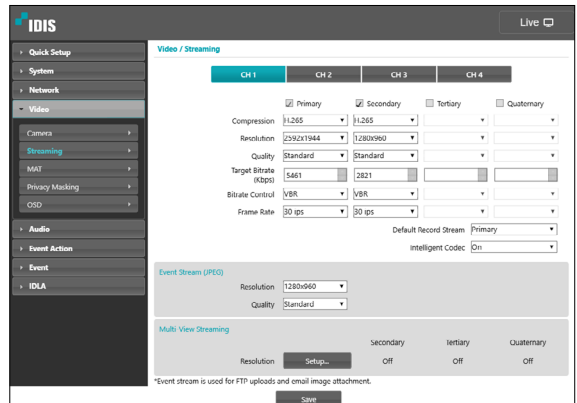 IDIS
Live
Quick Setup
System
Network
Video
Camera
Streaming
MAT
Privacy Masking
OSD
Audio
Event Action
Event
IDLA
Video / Streaming
CH 1 CH 2 CH 3 CH 4
Primary Secondary Tertiary Quaternary
Compression H.265 H.265
Resolution 2592x1944 1280x960
Quality Standard Standard
Target Bitrate
(Kbps) 5461 2821
Bitrate Control VBR VBR
Frame Rate 30 ips 30 ips
Default Record Stream Primary
Intelligent Codec On
Event Stream (JPEG)
Resolution 1280x960
Quality Standard
Multi View Streaming
Secondary Tertiary Quaternary
Resolution Setup... Off Off Off
*Event stream is used for FTP uploads and email image attachment.
Save